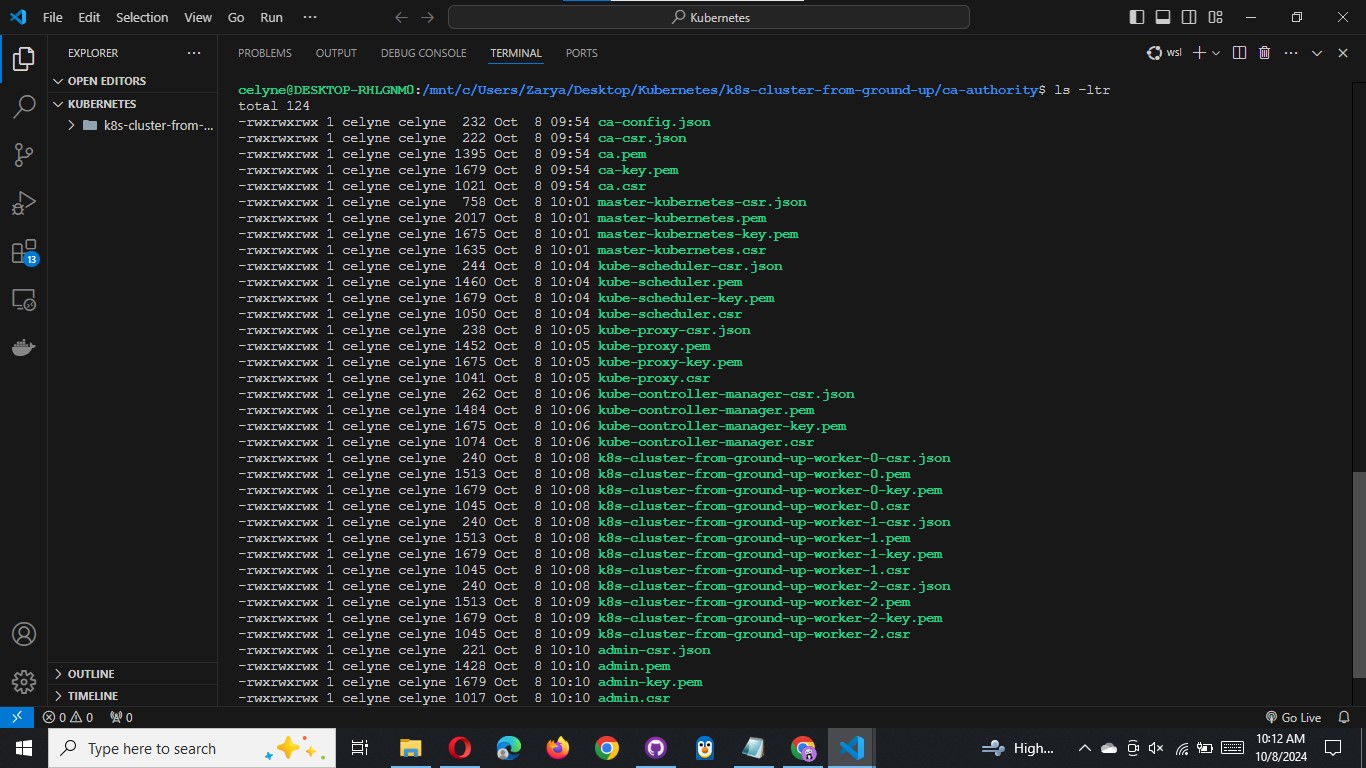 File Edit Selection View Go Run ··· Kubernetes
EXPLORER ···
OPEN EDITORS
KUBERNETES
k8s-cluster-from-...
OUTLINE
TIMELINE
13
PROBLEMS OUTPUT DEBUG CONSOLE TERMINAL PORTS wsl ···
celyne@DESKTOP-RHLGNM0:/mnt/c/Users/Zarya/Desktop/Kubernetes/k8s-cluster-from-ground-up/ca-authority$ ls -ltr
total 124
-rwxrwxrwx 1 celyne celyne  232 Oct  8 09:54 ca-config.json
-rwxrwxrwx 1 celyne celyne  222 Oct  8 09:54 ca-csr.json
-rwxrwxrwx 1 celyne celyne 1395 Oct  8 09:54 ca.pem
-rwxrwxrwx 1 celyne celyne 1679 Oct  8 09:54 ca-key.pem
-rwxrwxrwx 1 celyne celyne 1021 Oct  8 09:54 ca.csr
-rwxrwxrwx 1 celyne celyne  758 Oct  8 10:01 master-kubernetes-csr.json
-rwxrwxrwx 1 celyne celyne 2017 Oct  8 10:01 master-kubernetes.pem
-rwxrwxrwx 1 celyne celyne 1675 Oct  8 10:01 master-kubernetes-key.pem
-rwxrwxrwx 1 celyne celyne 1635 Oct  8 10:01 master-kubernetes.csr
-rwxrwxrwx 1 celyne celyne  244 Oct  8 10:04 kube-scheduler-csr.json
-rwxrwxrwx 1 celyne celyne 1460 Oct  8 10:04 kube-scheduler.pem
-rwxrwxrwx 1 celyne celyne 1679 Oct  8 10:04 kube-scheduler-key.pem
-rwxrwxrwx 1 celyne celyne 1050 Oct  8 10:04 kube-scheduler.csr
-rwxrwxrwx 1 celyne celyne  238 Oct  8 10:05 kube-proxy-csr.json
-rwxrwxrwx 1 celyne celyne 1452 Oct  8 10:05 kube-proxy.pem
-rwxrwxrwx 1 celyne celyne 1675 Oct  8 10:05 kube-proxy-key.pem
-rwxrwxrwx 1 celyne celyne 1041 Oct  8 10:05 kube-proxy.csr
-rwxrwxrwx 1 celyne celyne  262 Oct  8 10:06 kube-controller-manager-csr.json
-rwxrwxrwx 1 celyne celyne 1484 Oct  8 10:06 kube-controller-manager.pem
-rwxrwxrwx 1 celyne celyne 1675 Oct  8 10:06 kube-controller-manager-key.pem
-rwxrwxrwx 1 celyne celyne 1074 Oct  8 10:06 kube-controller-manager.csr
-rwxrwxrwx 1 celyne celyne  240 Oct  8 10:08 k8s-cluster-from-ground-up-worker-0-csr.json
-rwxrwxrwx 1 celyne celyne 1513 Oct  8 10:08 k8s-cluster-from-ground-up-worker-0.pem
-rwxrwxrwx 1 celyne celyne 1679 Oct  8 10:08 k8s-cluster-from-ground-up-worker-0-key.pem
-rwxrwxrwx 1 celyne celyne 1045 Oct  8 10:08 k8s-cluster-from-ground-up-worker-0.csr
-rwxrwxrwx 1 celyne celyne  240 Oct  8 10:08 k8s-cluster-from-ground-up-worker-1-csr.json
-rwxrwxrwx 1 celyne celyne 1513 Oct  8 10:08 k8s-cluster-from-ground-up-worker-1.pem
-rwxrwxrwx 1 celyne celyne 1679 Oct  8 10:08 k8s-cluster-from-ground-up-worker-1-key.pem
-rwxrwxrwx 1 celyne celyne 1045 Oct  8 10:08 k8s-cluster-from-ground-up-worker-1.csr
-rwxrwxrwx 1 celyne celyne  240 Oct  8 10:08 k8s-cluster-from-ground-up-worker-2-csr.json
-rwxrwxrwx 1 celyne celyne 1513 Oct  8 10:09 k8s-cluster-from-ground-up-worker-2.pem
-rwxrwxrwx 1 celyne celyne 1679 Oct  8 10:09 k8s-cluster-from-ground-up-worker-2-key.pem
-rwxrwxrwx 1 celyne celyne 1045 Oct  8 10:09 k8s-cluster-from-ground-up-worker-2.csr
-rwxrwxrwx 1 celyne celyne  221 Oct  8 10:10 admin-csr.json
-rwxrwxrwx 1 celyne celyne 1428 Oct  8 10:10 admin.pem
-rwxrwxrwx 1 celyne celyne 1679 Oct  8 10:10 admin-key.pem
-rwxrwxrwx 1 celyne celyne 1017 Oct  8 10:10 admin.csr
0 0 0 Go Live
Type here to search High... 10:12 AM
10/8/2024